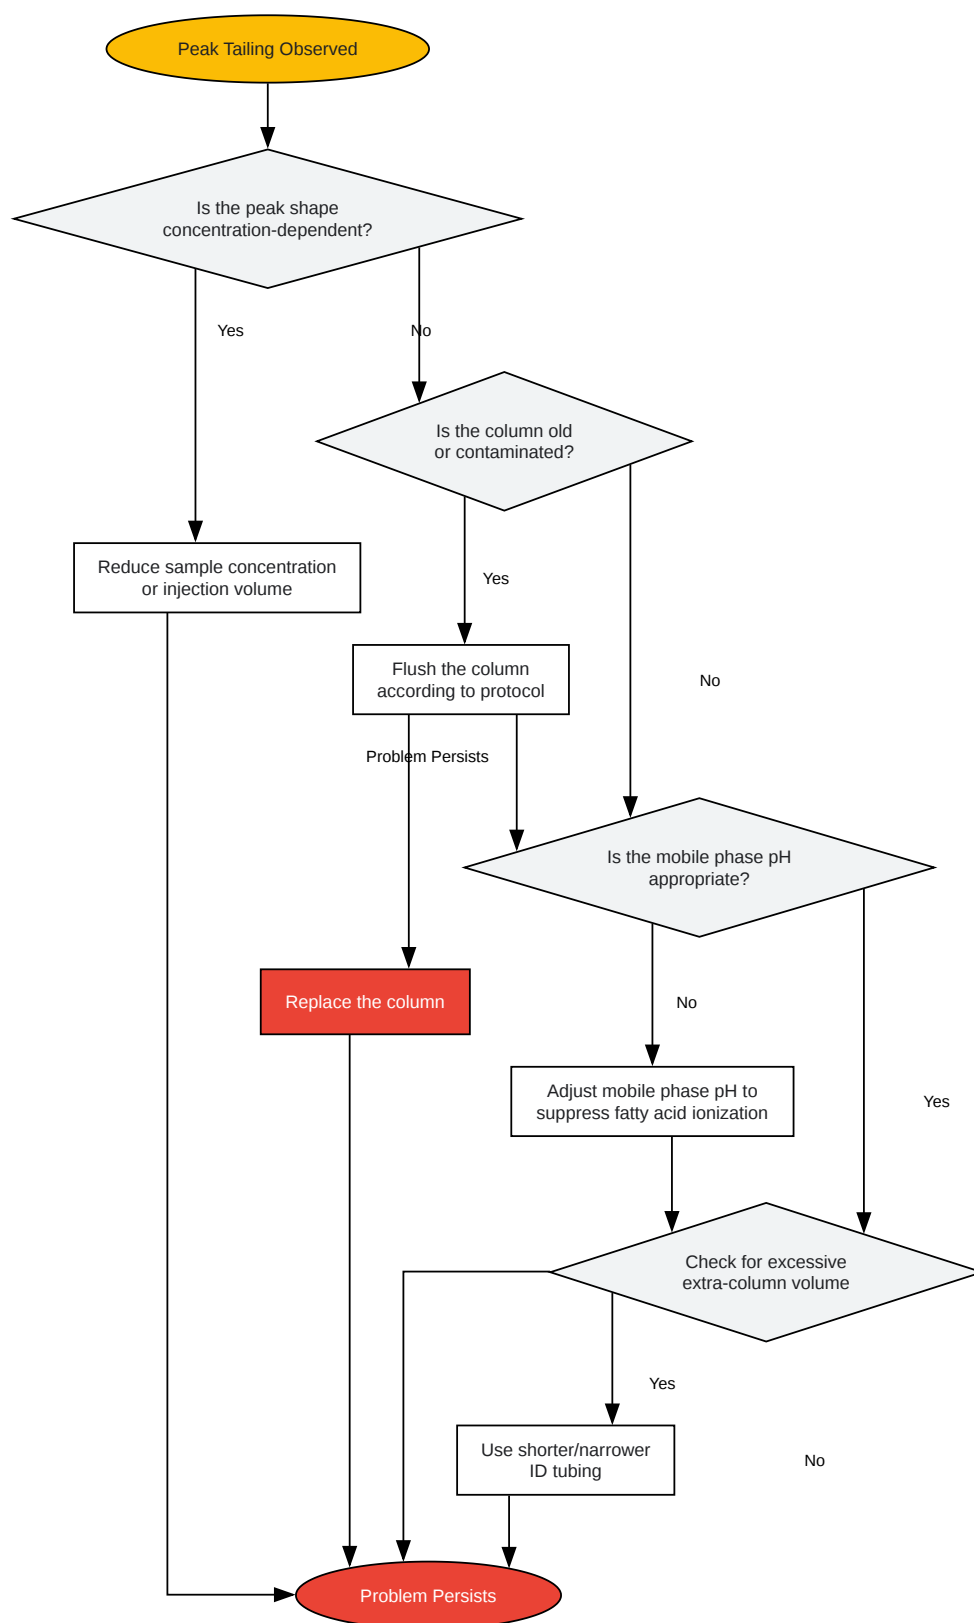 Peak Tailing Observed
Is the peak shape
concentration-dependent?
Yes
No
Is the column old
or contaminated?
Reduce sample concentration
or injection volume
Yes
Flush the column
according to protocol
No
Problem Persists
Is the mobile phase pH
appropriate?
Replace the column
No
Adjust mobile phase pH to
suppress fatty acid ionization
Yes
Check for excessive
extra-column volume
Yes
Use shorter/narrower
ID tubing
No
Problem Persists